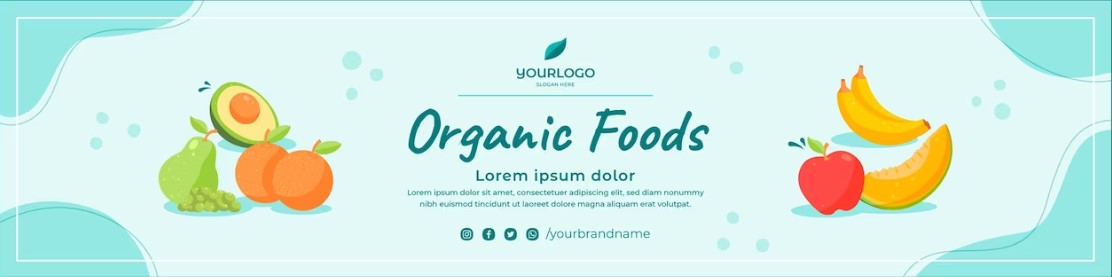 YOURLOGO
SLOGAN HERE
Organic Foods
Lorem ipsum dolor
Lorem ipsum dolor sit amet, consectetuer adipiscing elit, sed diam nonummy
nibh euismod tincidunt ut laoreet dolore magna aliquam erat volutpat.
/yourbrandname